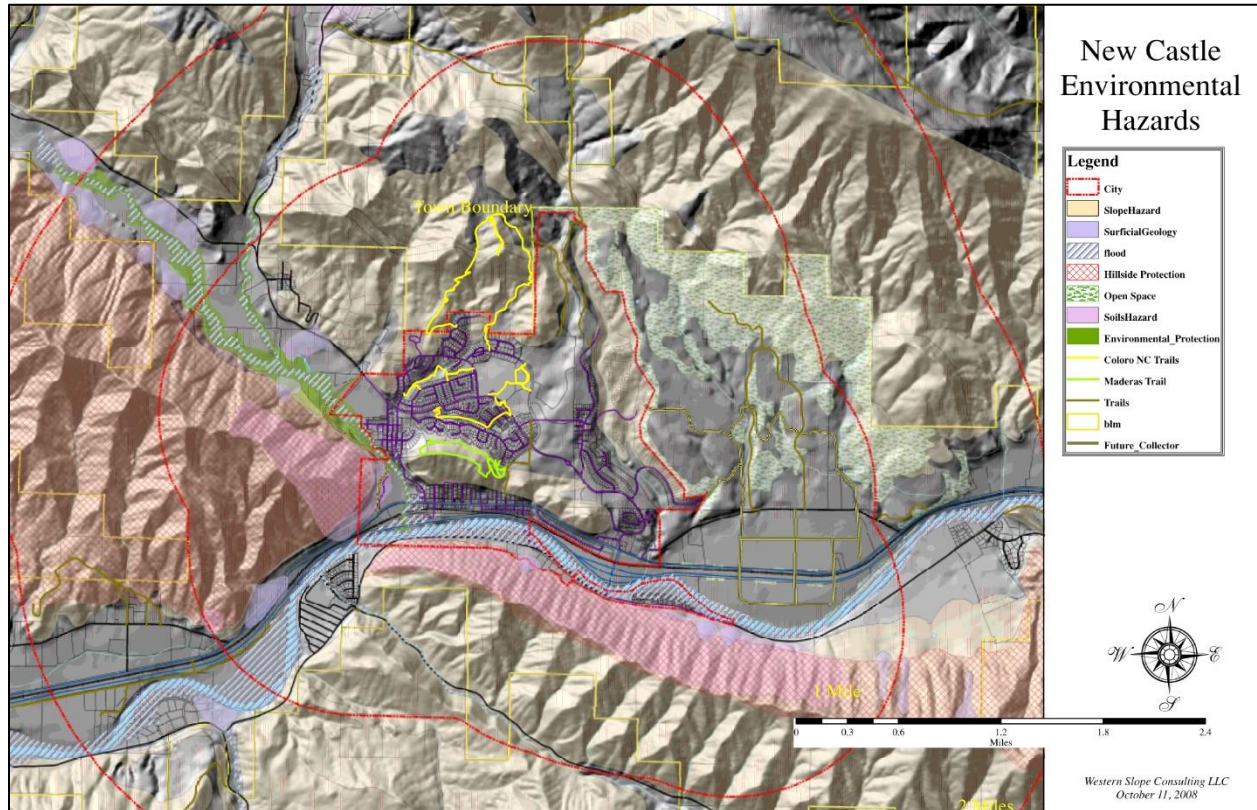 New Castle
Environmental
Hazards
Legend
City
SlopeHazard
SurficialGeology
flood
Hillside Protection
Open Space
SoilsHazard
Environmental_Protection
Coloro NC Trails
Maderas Trail
Trails
blm
Future_Collector
Town Boundary
1 Mile
2 Miles
N
W
E
S
0 0.3 0.6 1.2 1.8 2.4
Miles
Western Slope Consulting LLC
October 11, 2008